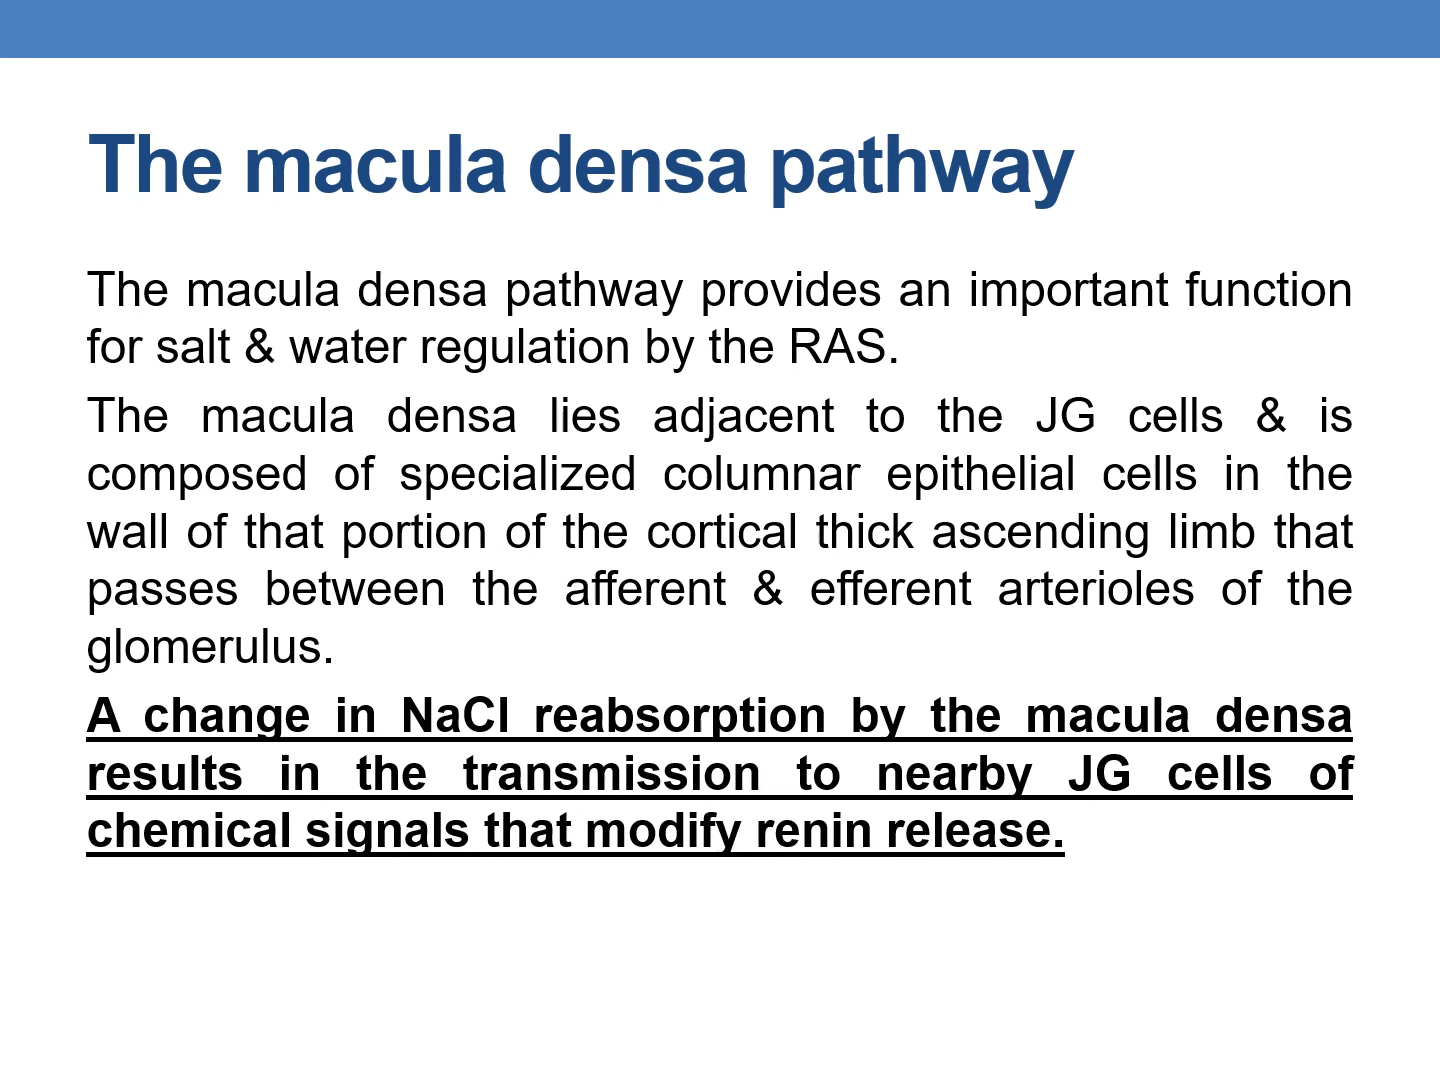 The macula densa pathway
The macula densa pathway provides an important function
for salt & water regulation by the RAS.
The macula densa lies adjacent to the JG cells & is
composed of specialized columnar epithelial cells in the
wall of that portion of the cortical thick ascending limb that
passes between the afferent & efferent arterioles of the
glomerulus.
A change in NaCl reabsorption by the macula densa
results in the transmission to nearby JG cells of
chemical signals that modify renin release.